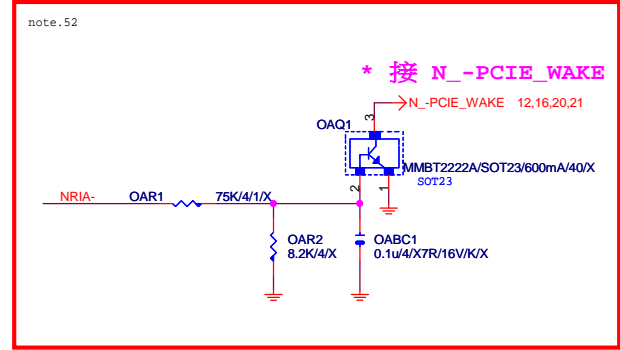 note.52
* 接 N_-PCIE_WAKE
N_-PCIE_WAKE 12,16,20,21
OAQ1
3
MMBT2222A/SOT23/600mA/40/X
SOT23
2
1
NRIA-
OAR1
75K/4/1/X
OAR2
8.2K/4/X
OABC1
0.1u/4/X7R/16V/K/X